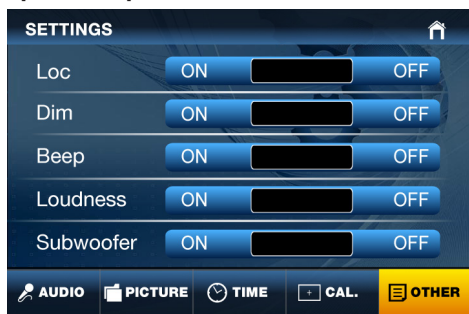 SETTINGS
Loc ON OFF
Dim ON OFF
Beep ON OFF
Loudness ON OFF
Subwoofer ON OFF
AUDIO PICTURE TIME CAL. OTHER